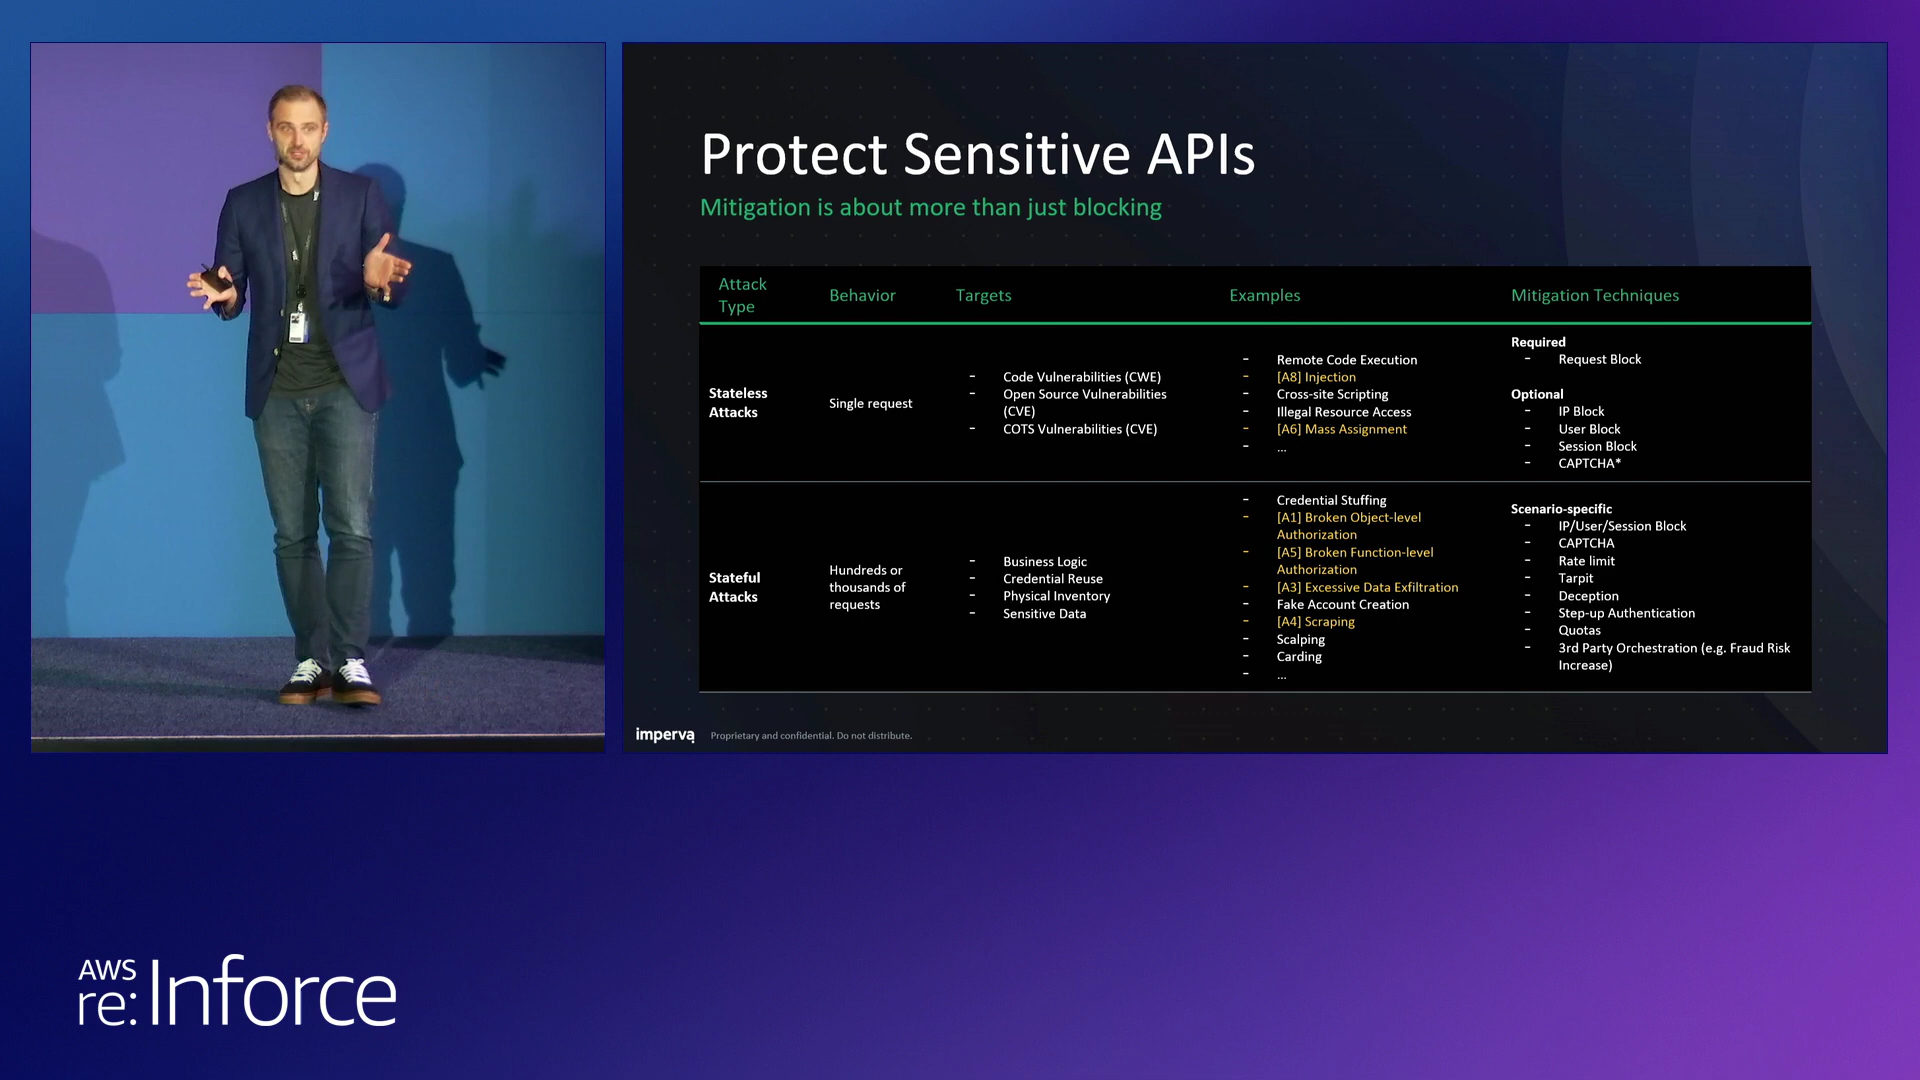 Protect Sensitive APIs
Mitigation is about more than just blocking
Attack
Type
Behavior
Targets
Examples
Mitigation Techniques
Stateless
Attacks
Single request
- Code Vulnerabilities (CWE)
- Open Source Vulnerabilities
(CVE)
- COTS Vulnerabilities (CVE)
- Remote Code Execution
- [A8] Injection
- Cross-site Scripting
- Illegal Resource Access
- [A6] Mass Assignment
- ...
Required
- Request Block
Optional
- IP Block
- User Block
- Session Block
- CAPTCHA*
Stateful
Attacks
Hundreds or
thousands of
requests
- Business Logic
- Credential Reuse
- Physical Inventory
- Sensitive Data
- Credential Stuffing
- [A1] Broken Object-level
Authorization
- [A5] Broken Function-level
Authorization
- [A3] Excessive Data Exfiltration
- Fake Account Creation
- [A4] Scraping
- Scalping
- Carding
- ...
Scenario-specific
- IP/User/Session Block
- CAPTCHA
- Rate limit
- Tarpit
- Deception
- Step-up Authentication
- Quotas
- 3rd Party Orchestration (e.g. Fraud Risk
Increase)
imperva
Proprietary and confidential. Do not distribute.
AWS
re:Inforce